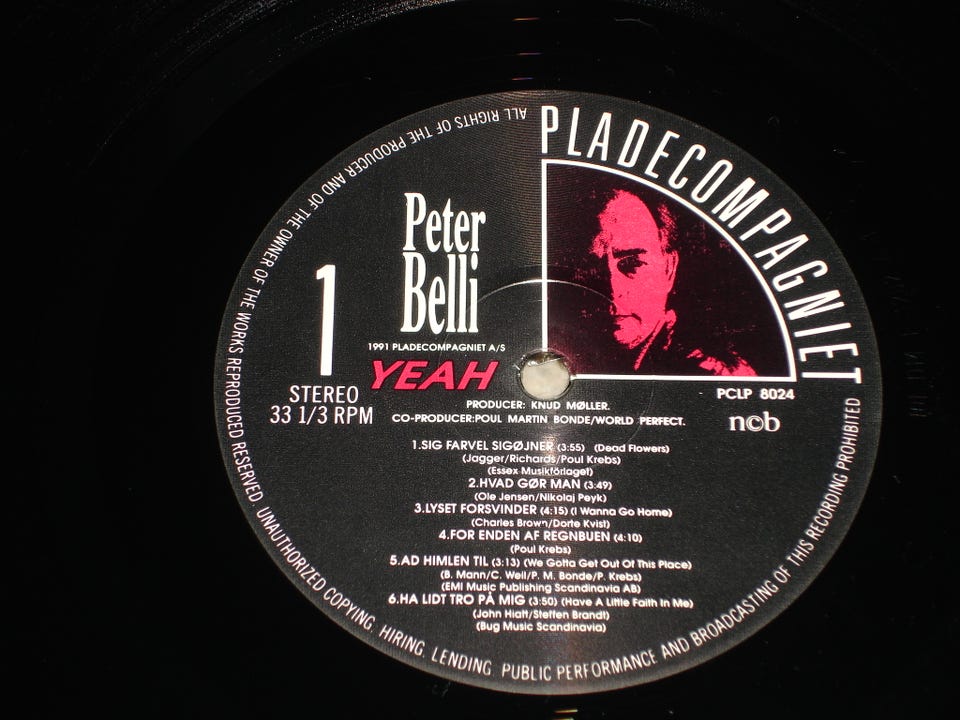 PLADECOMPAGNIET
Peter
Belli
1991 PLADECOMPAGNIET A/S
YEAH
1
STEREO
33 1/3 RPM
PCLP 8024
n©b
PRODUCER: KNUD MØLLER.
CO-PRODUCER:POUL MARTIN BONDE/WORLD PERFECT.
1.SIG FARVEL SIGØJNER (3:55) (Dead Flowers)
(Jagger/Richards/Poul Krebs)
(Essex Musikförlaget)
2.HVAD GØR MAN (3:49)
(Ole Jensen/Nikolaj Peyk)
3.LYSET FORSVINDER (4:15) (I Wanna Go Home)
(Charles Brown/Dorte Kvist)
4.FOR ENDEN AF REGNBUEN (4:10)
(Poul Krebs)
5.AD HIMLEN TIL (3:13) (We Gotta Get Out Of This Place)
(B. Mann/C. Weil/P. M. Bonde/P. Krebs)
(EMI Music Publishing Scandinavia AB)
6.HA LIDT TRO PÅ MIG (3:50) (Have A Little Faith In Me)
(John Hiatt/Steffen Brandt)
(Bug Music Scandinavia)
ALL RIGHTS OF THE PRODUCER AND OF THE OWNER OF THE WORKS REPRODUCED RESERVED. UNAUTHORIZED COPYING, HIRING, LENDING, PUBLIC PERFORMANCE AND BROADCASTING OF THIS RECORDING PROHIBITED